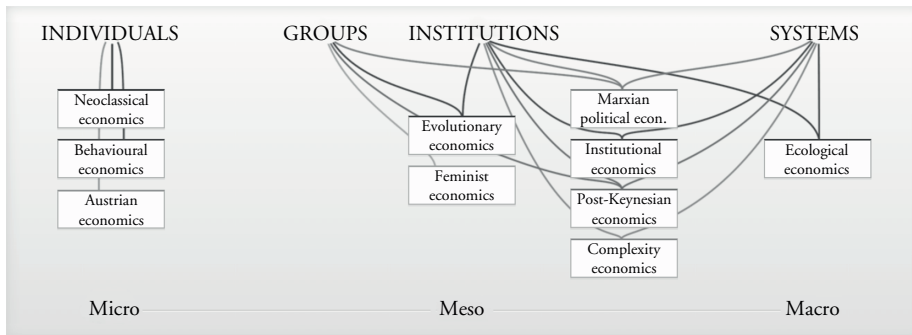 INDIVIDUALS GROUPS INSTITUTIONS SYSTEMS
Neoclassical
economics
Behavioural
economics
Austrian
economics
Evolutionary
economics
Feminist
economics
Marxian
political econ.
Institutional
economics
Post-Keynesian
economics
Complexity
economics
Ecological
economics
Micro Meso Macro